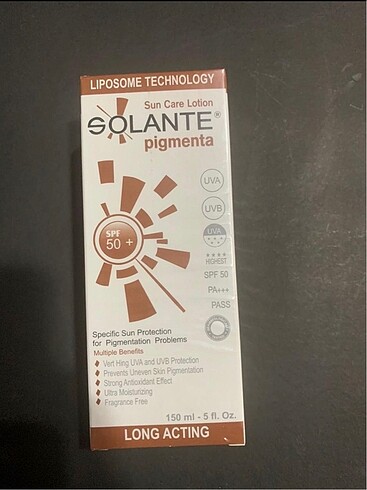 LIPOSOME TECHNOLOGY
Sun Care Lotion
SOLANTE®
pigmenta
UVA
UVB
SPF
50 +
UVA
HIGHEST
SPF 50
PA+++
PASS
Specific Sun Protection
for Pigmentation Problems
Multiple Benefits
Vert Hing UVA and UVB Protection
Prevents Uneven Skin Pigmentation
Strong Antioxidant Effect
Ultra Moisturizing
Fragrance Free
150 ml - 5 fl. Oz.
LONG ACTING